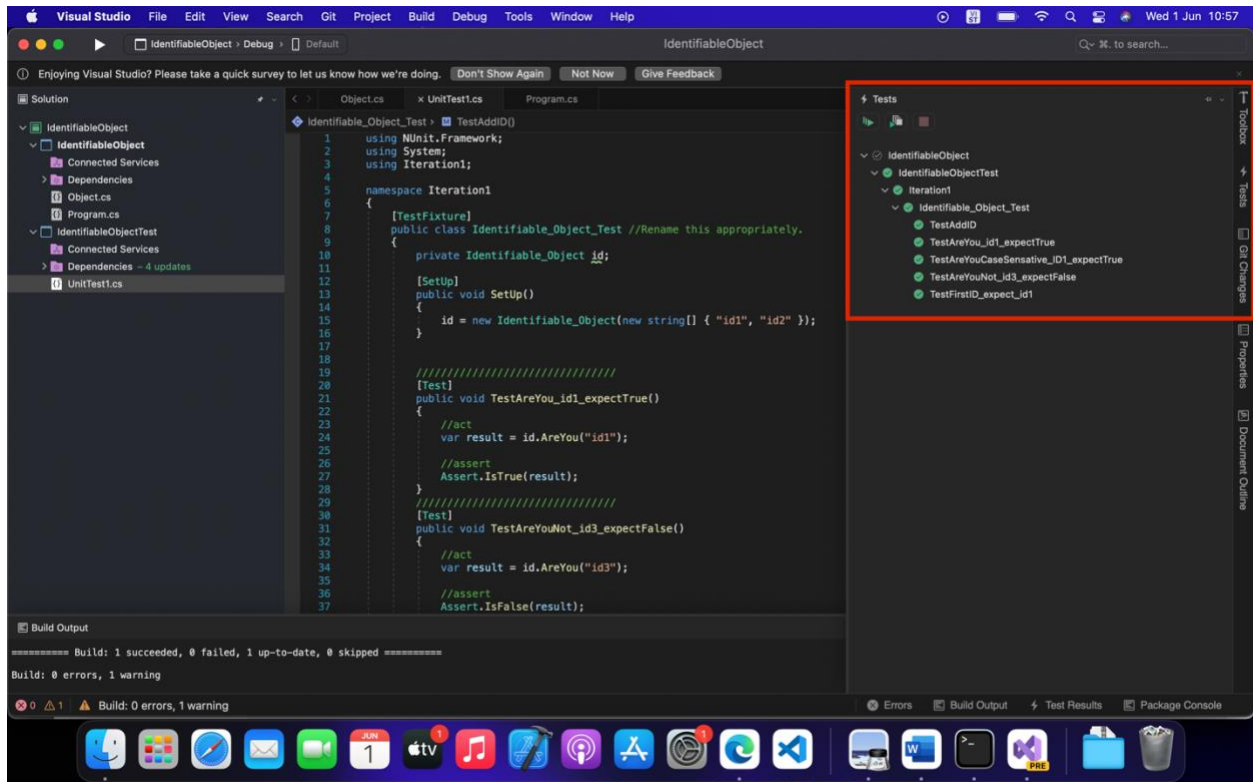 Visual Studio File Edit View Search Git Project Build Debug Tools Window Help Wed 1 Jun 10:57
IdentifiableObject › Debug › Default IdentifiableObject ⌘. to search...
Enjoying Visual Studio? Please take a quick survey to let us know how we're doing. Don't Show Again Not Now Give Feedback
Solution
IdentifiableObject
IdentifiableObject
Connected Services
Dependencies
Object.cs
Program.cs
IdentifiableObjectTest
Connected Services
Dependencies – 4 updates
UnitTest1.cs
Object.cs × UnitTest1.cs Program.cs
Identifiable_Object_Test › TestAddID()
1 using NUnit.Framework;
2 using System;
3 using Iteration1;
4
5 namespace Iteration1
6 {
7 [TestFixture]
8 public class Identifiable_Object_Test //Rename this appropriately.
9 {
10 private Identifiable_Object id;
11
12 [SetUp]
13 public void SetUp()
14 {
15 id = new Identifiable_Object(new string[] { "id1", "id2" });
16 }
17
18
19 ////////////////////////////////
20 [Test]
21 public void TestAreYou_id1_expectTrue()
22 {
23 //act
24 var result = id.AreYou("id1");
25
26 //assert
27 Assert.IsTrue(result);
28 }
29 ////////////////////////////////
30 [Test]
31 public void TestAreYouNot_id3_expectFalse()
32 {
33 //act
34 var result = id.AreYou("id3");
35
36 //assert
37 Assert.IsFalse(result);
Tests
IdentifiableObject
IdentifiableObjectTest
Iteration1
Identifiable_Object_Test
TestAddID
TestAreYou_id1_expectTrue
TestAreYouCaseSensative_ID1_expectTrue
TestAreYouNot_id3_expectFalse
TestFirstID_expect_id1
Toolbox
Tests
Git Changes
Properties
Document Outline
Build Output
========== Build: 1 succeeded, 0 failed, 1 up-to-date, 0 skipped ==========
Build: 0 errors, 1 warning
0 1 Build: 0 errors, 1 warning Errors Build Output Test Results Package Console
JUN
1
tv
1
1
W
PRE